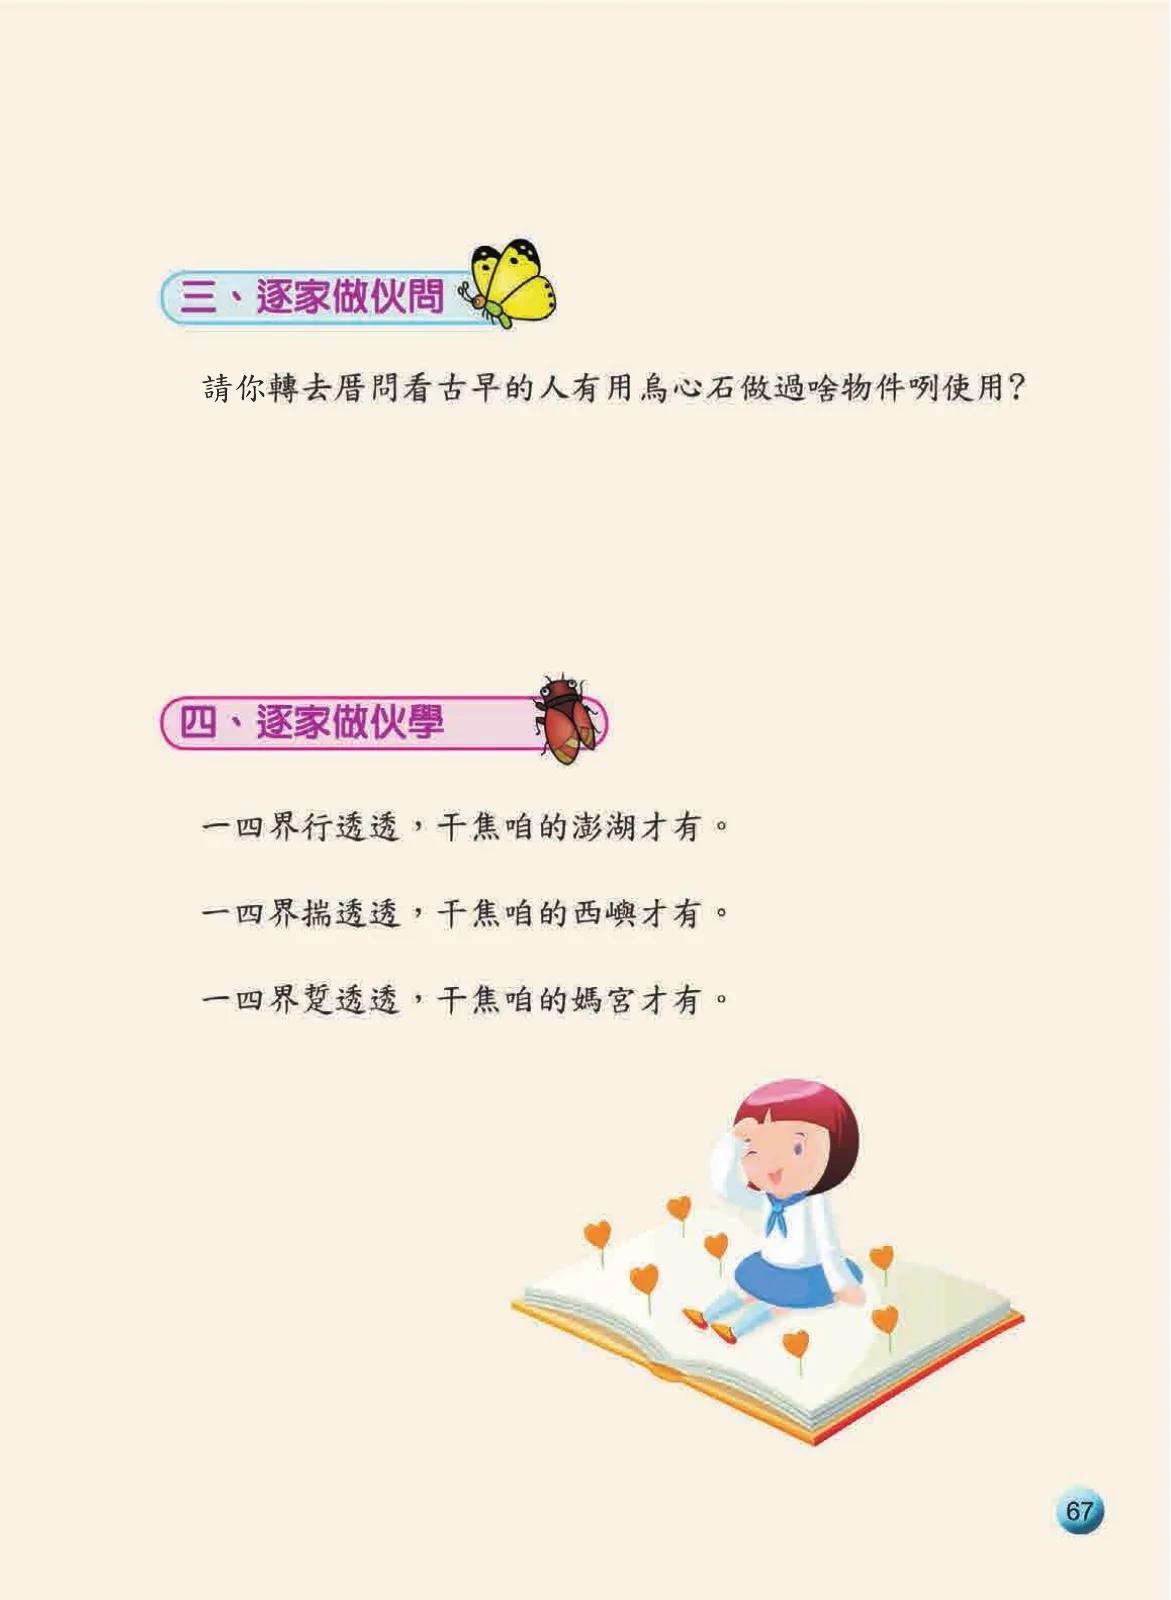 三、逐家做伙問
請你轉去厝問看古早的人有用烏心石做過啥物件咧使用？
四、逐家做伙學
一四界行透透，干焦咱的澎湖才有。
一四界揣透透，干焦咱的西嶼才有。
一四界踅透透，干焦咱的媽宮才有。
67